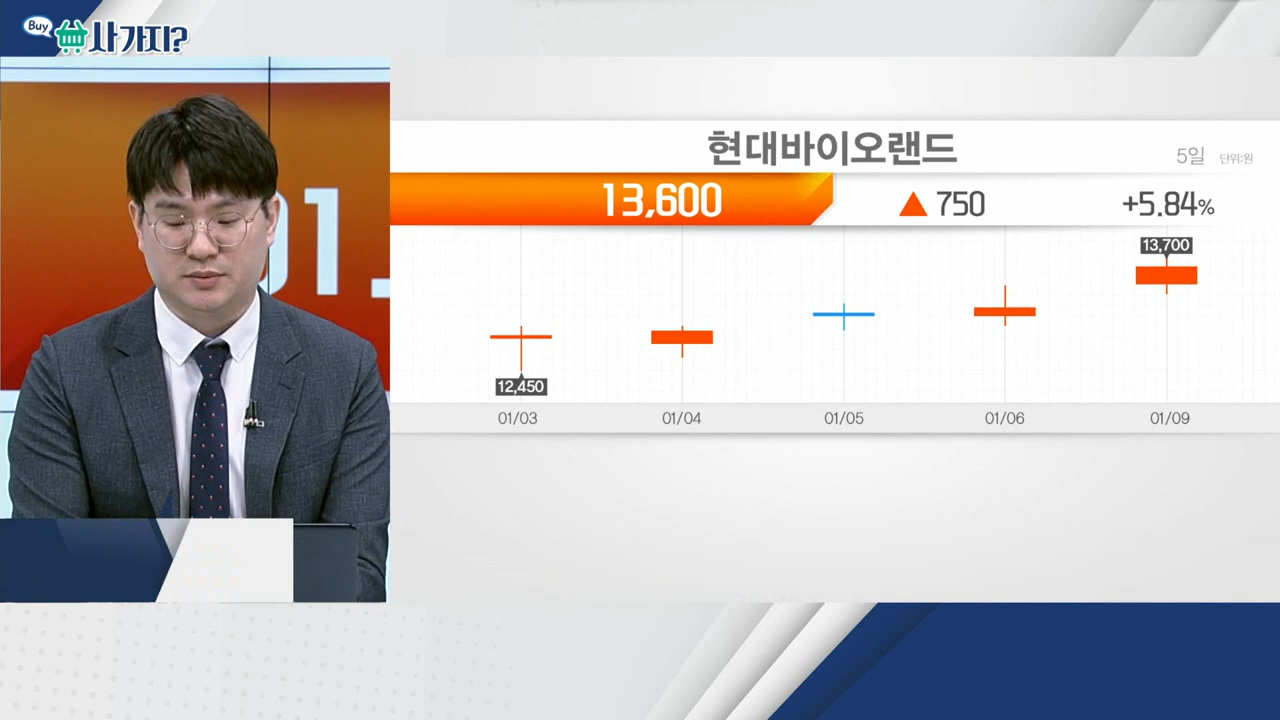 Buy
사가지?
01.
현대바이오랜드
5일 단위:원
13,600 ▲ 750 +5.84%
13,700
12,450
01/03 01/04 01/05 01/06 01/09